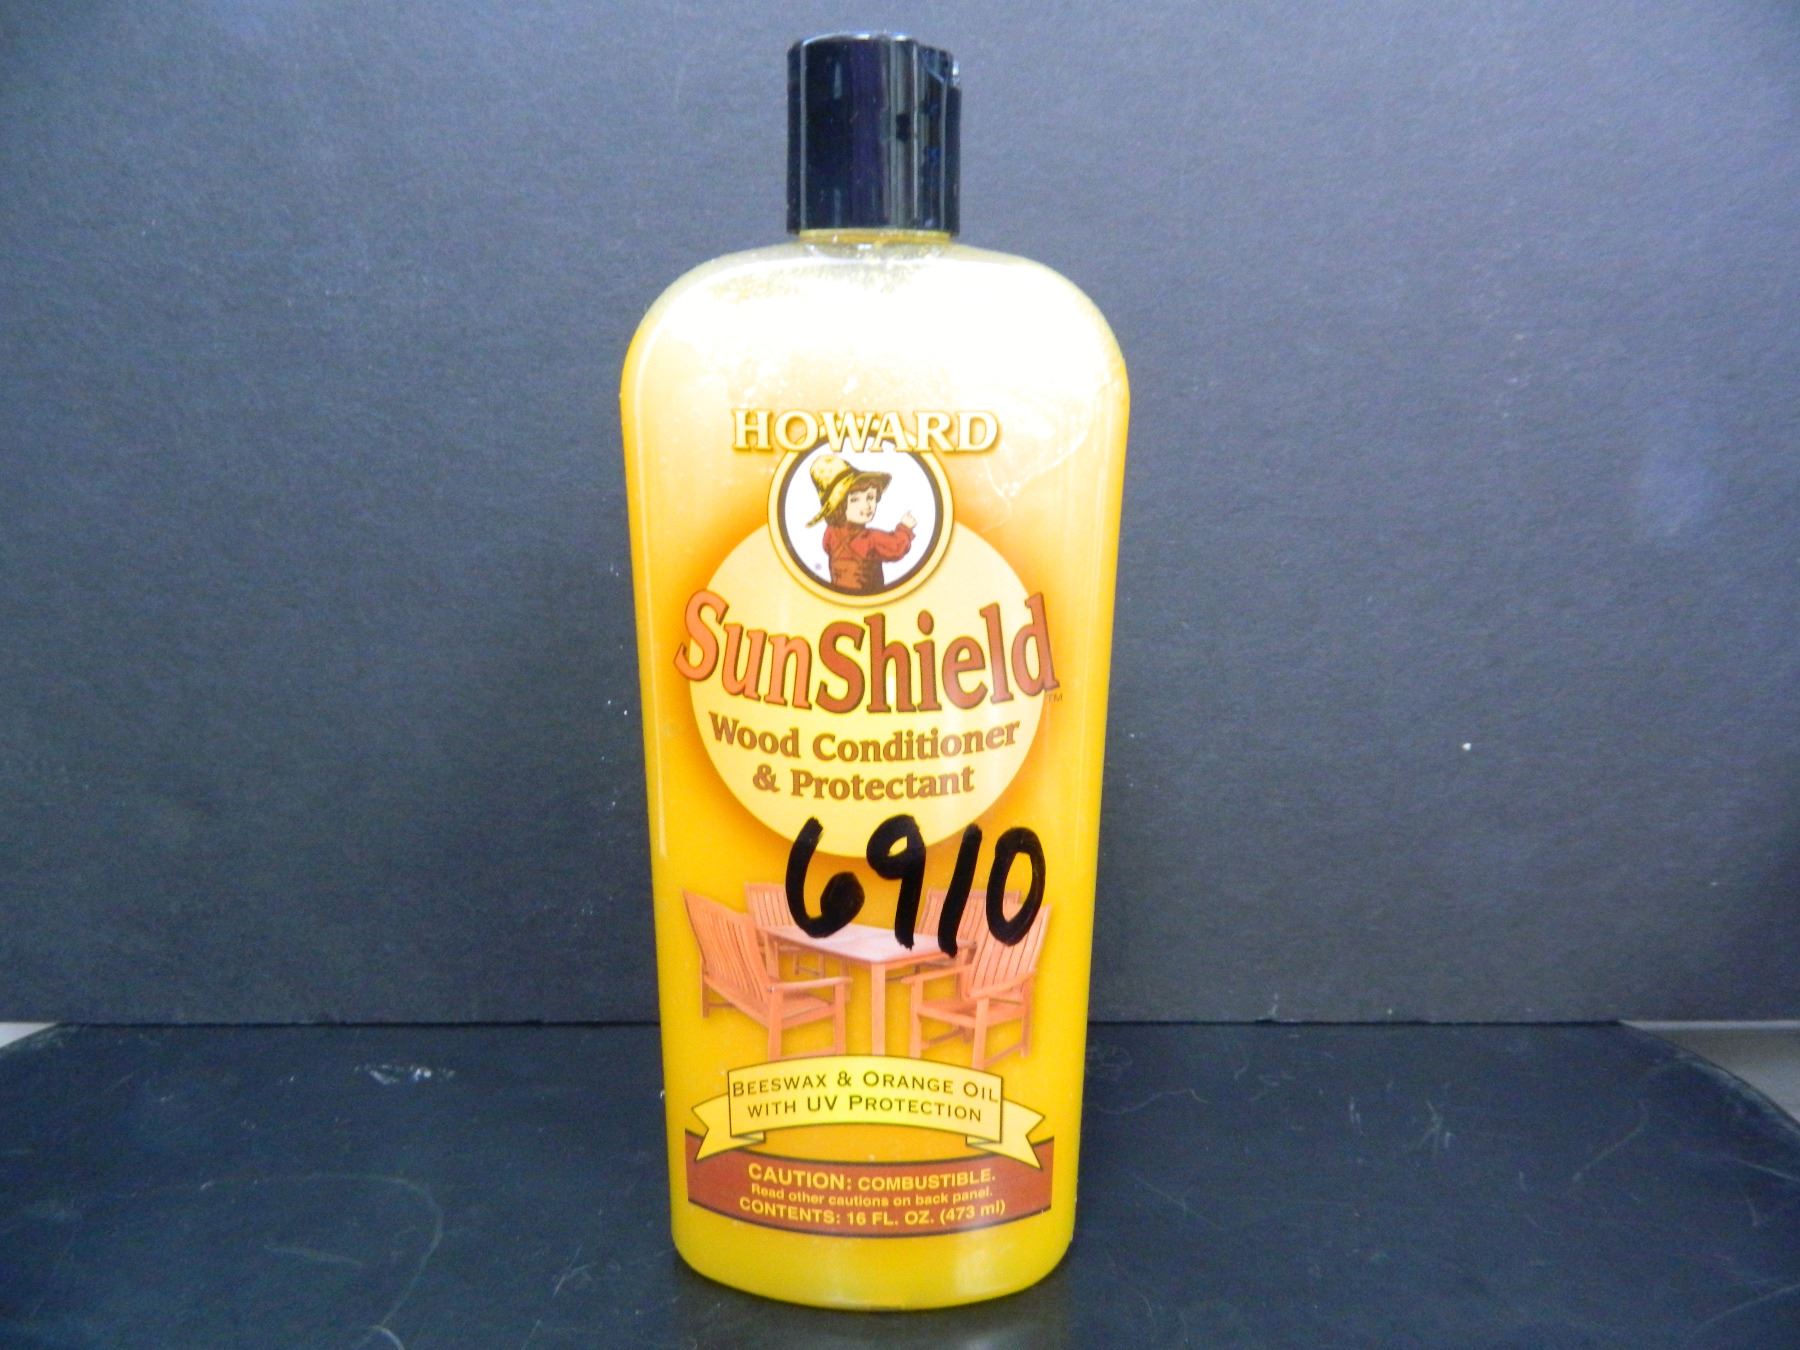 HOWARD
®
SunShield™
Wood Conditioner
& Protectant
6910
BEESWAX & ORANGE OIL
WITH UV PROTECTION
CAUTION: COMBUSTIBLE.
Read other cautions on back panel.
CONTENTS: 16 FL. OZ. (473 ml)